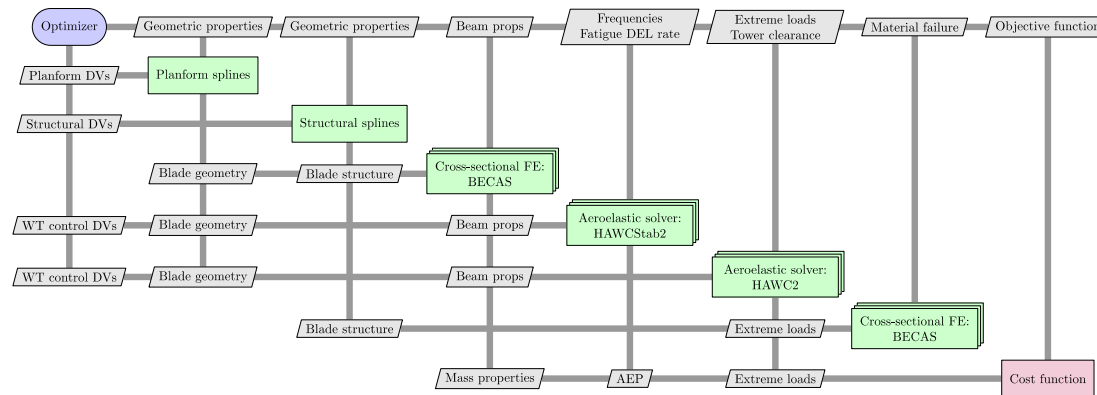 Optimizer
Geometric properties
Geometric properties
Beam props
Frequencies
Fatigue DEL rate
Extreme loads
Tower clearance
Material failure
Objective function
Planform DVs
Planform splines
Structural DVs
Structural splines
Blade geometry
Blade structure
Cross-sectional FE:
BECAS
WT control DVs
Blade geometry
Beam props
Aeroelastic solver:
HAWCStab2
WT control DVs
Blade geometry
Beam props
Aeroelastic solver:
HAWC2
Blade structure
Extreme loads
Cross-sectional FE:
BECAS
Mass properties
AEP
Extreme loads
Cost function